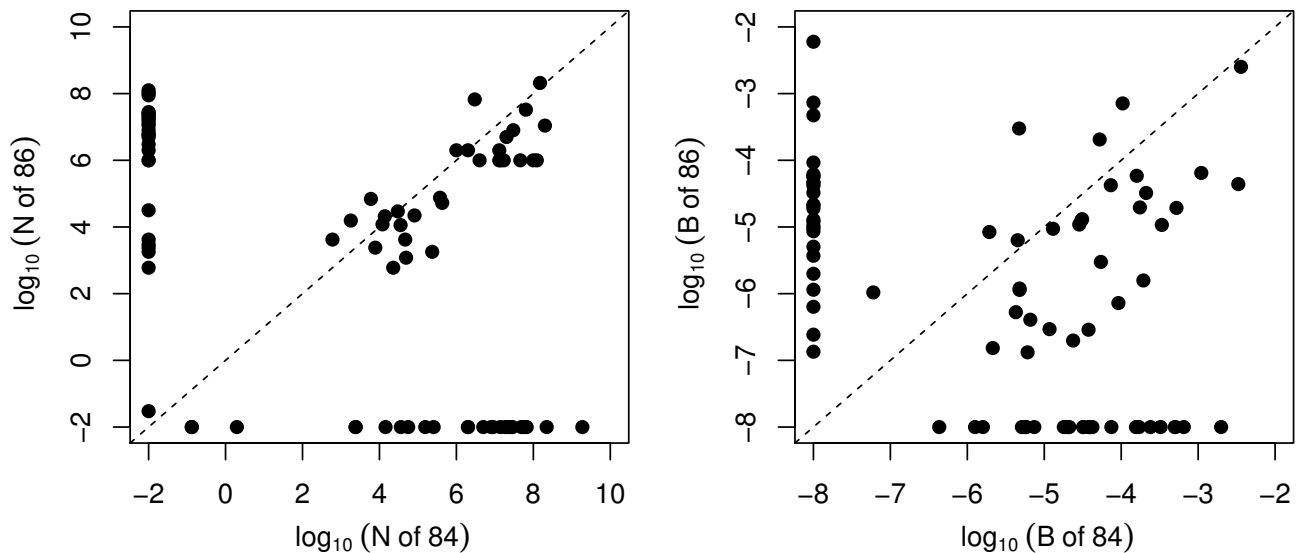 10
8
6
4
2
0
−2
log₁₀ (N of 86)
−2 0 2 4 6 8 10
log₁₀ (N of 84)
−2
−3
−4
−5
−6
−7
−8
log₁₀ (B of 86)
−8 −7 −6 −5 −4 −3 −2
log₁₀ (B of 84)